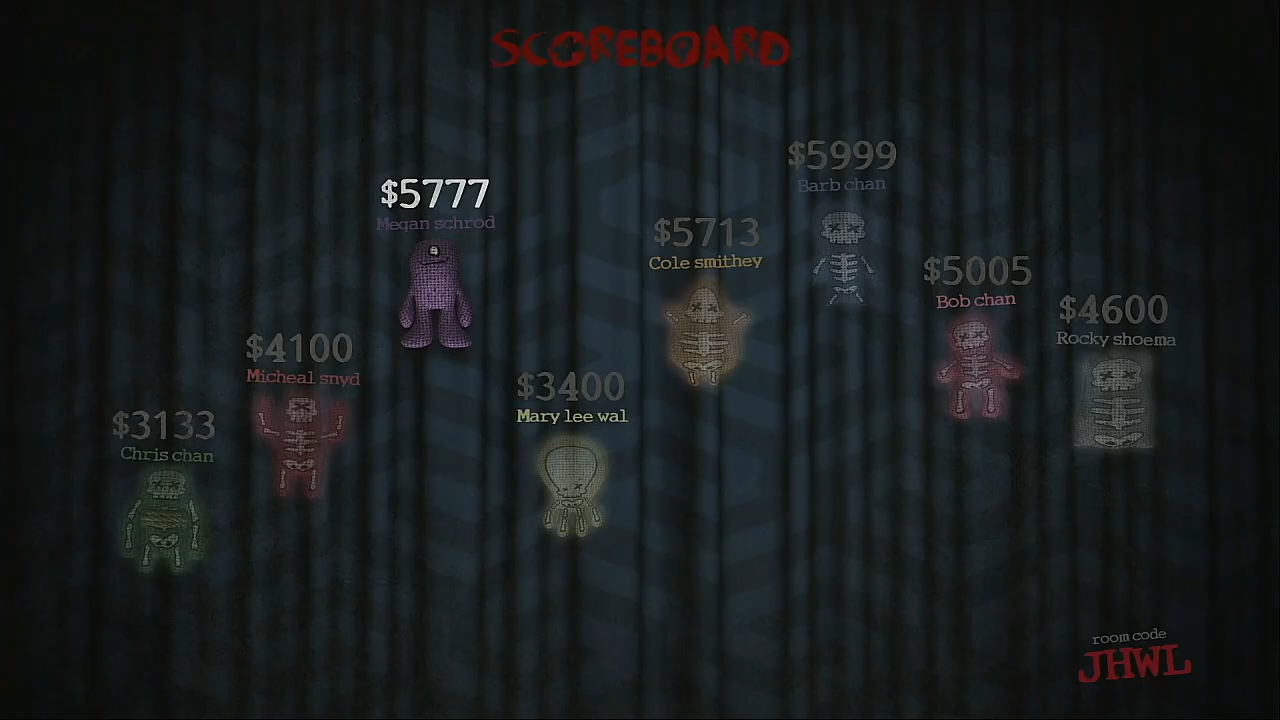 SCOREBOARD
$5999
Barb chan
$5777
Megan schrod
$5713
Cole smithey
$5005
Bob chan
$4600
Rocky shoema
$4100
Micheal snyd
$3400
Mary lee wal
$3133
Chris chan
room code
JHWL